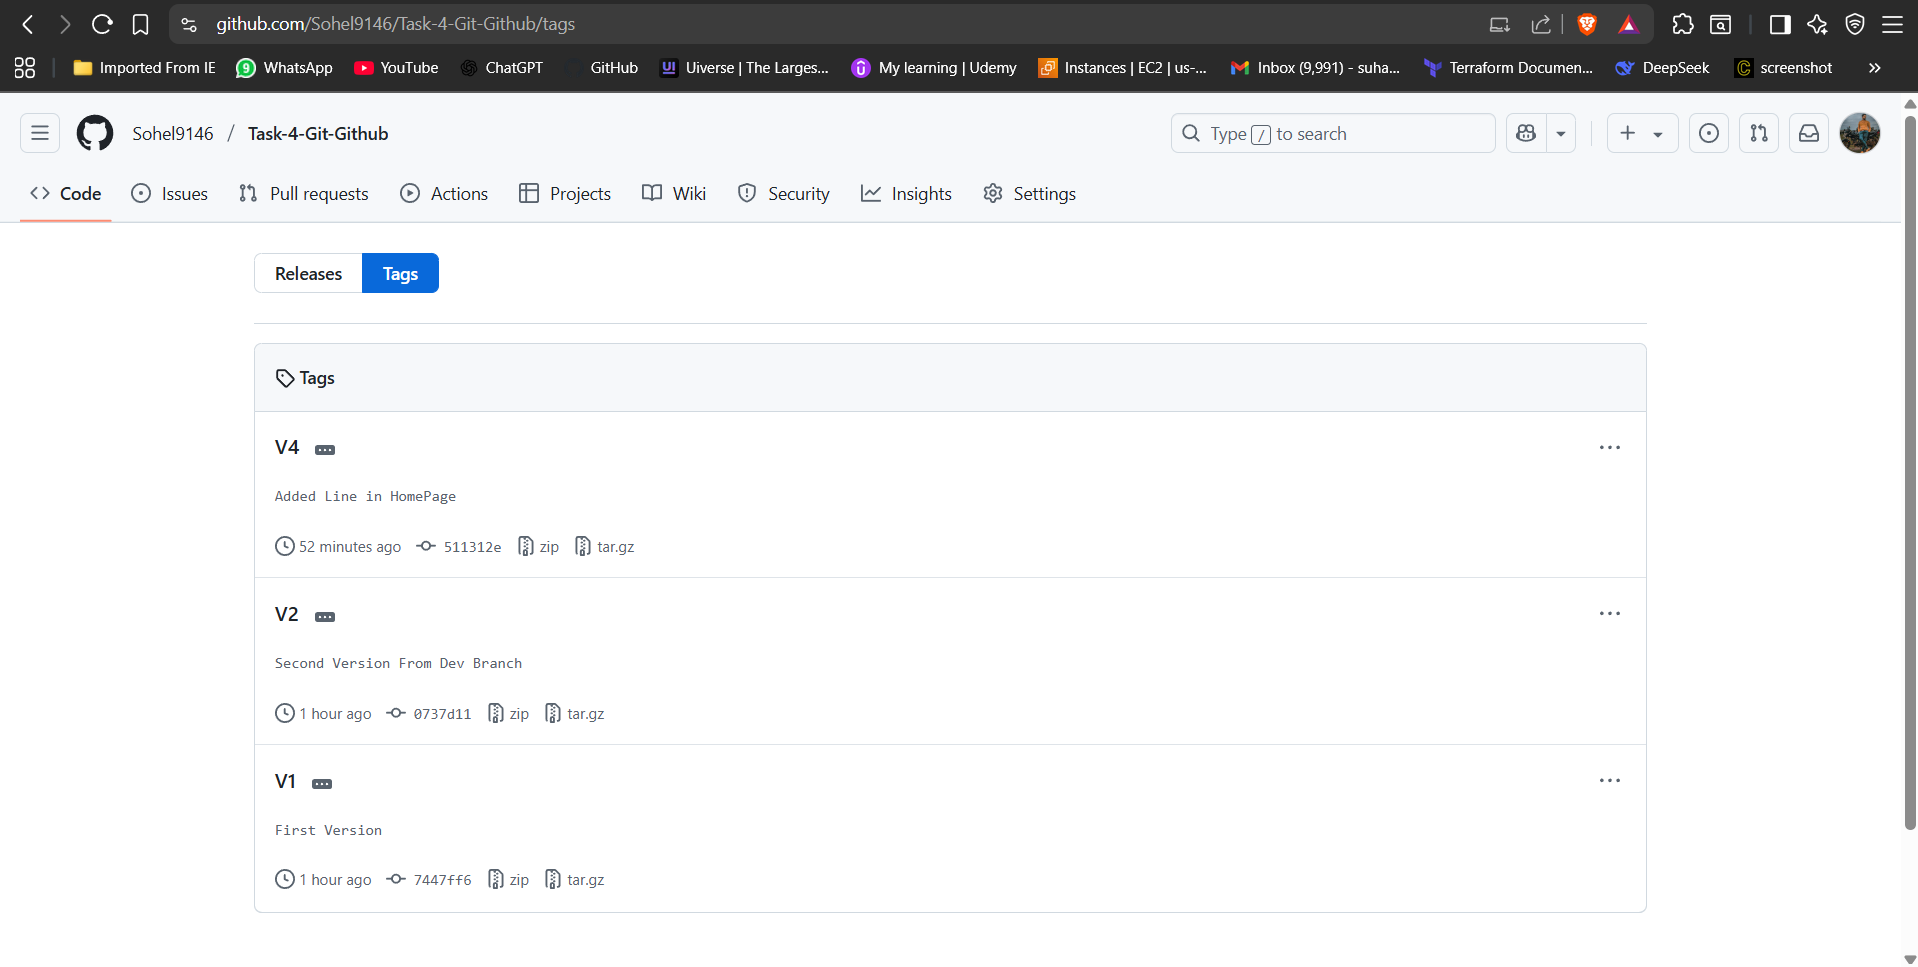 github.com/Sohel9146/Task-4-Git-Github/tags
Imported From IE 9 WhatsApp YouTube ChatGPT GitHub UI Uiverse | The Larges... My learning | Udemy Instances | EC2 | us-... Inbox (9,991) - suha... Terraform Documen... DeepSeek C screenshot »
Sohel9146 / Task-4-Git-Github Type / to search
Code Issues Pull requests Actions Projects Wiki Security Insights Settings
Releases Tags
Tags
V4 ...
Added Line in HomePage
52 minutes ago 511312e zip tar.gz
V2 ...
Second Version From Dev Branch
1 hour ago 0737d11 zip tar.gz
V1 ...
First Version
1 hour ago 7447ff6 zip tar.gz